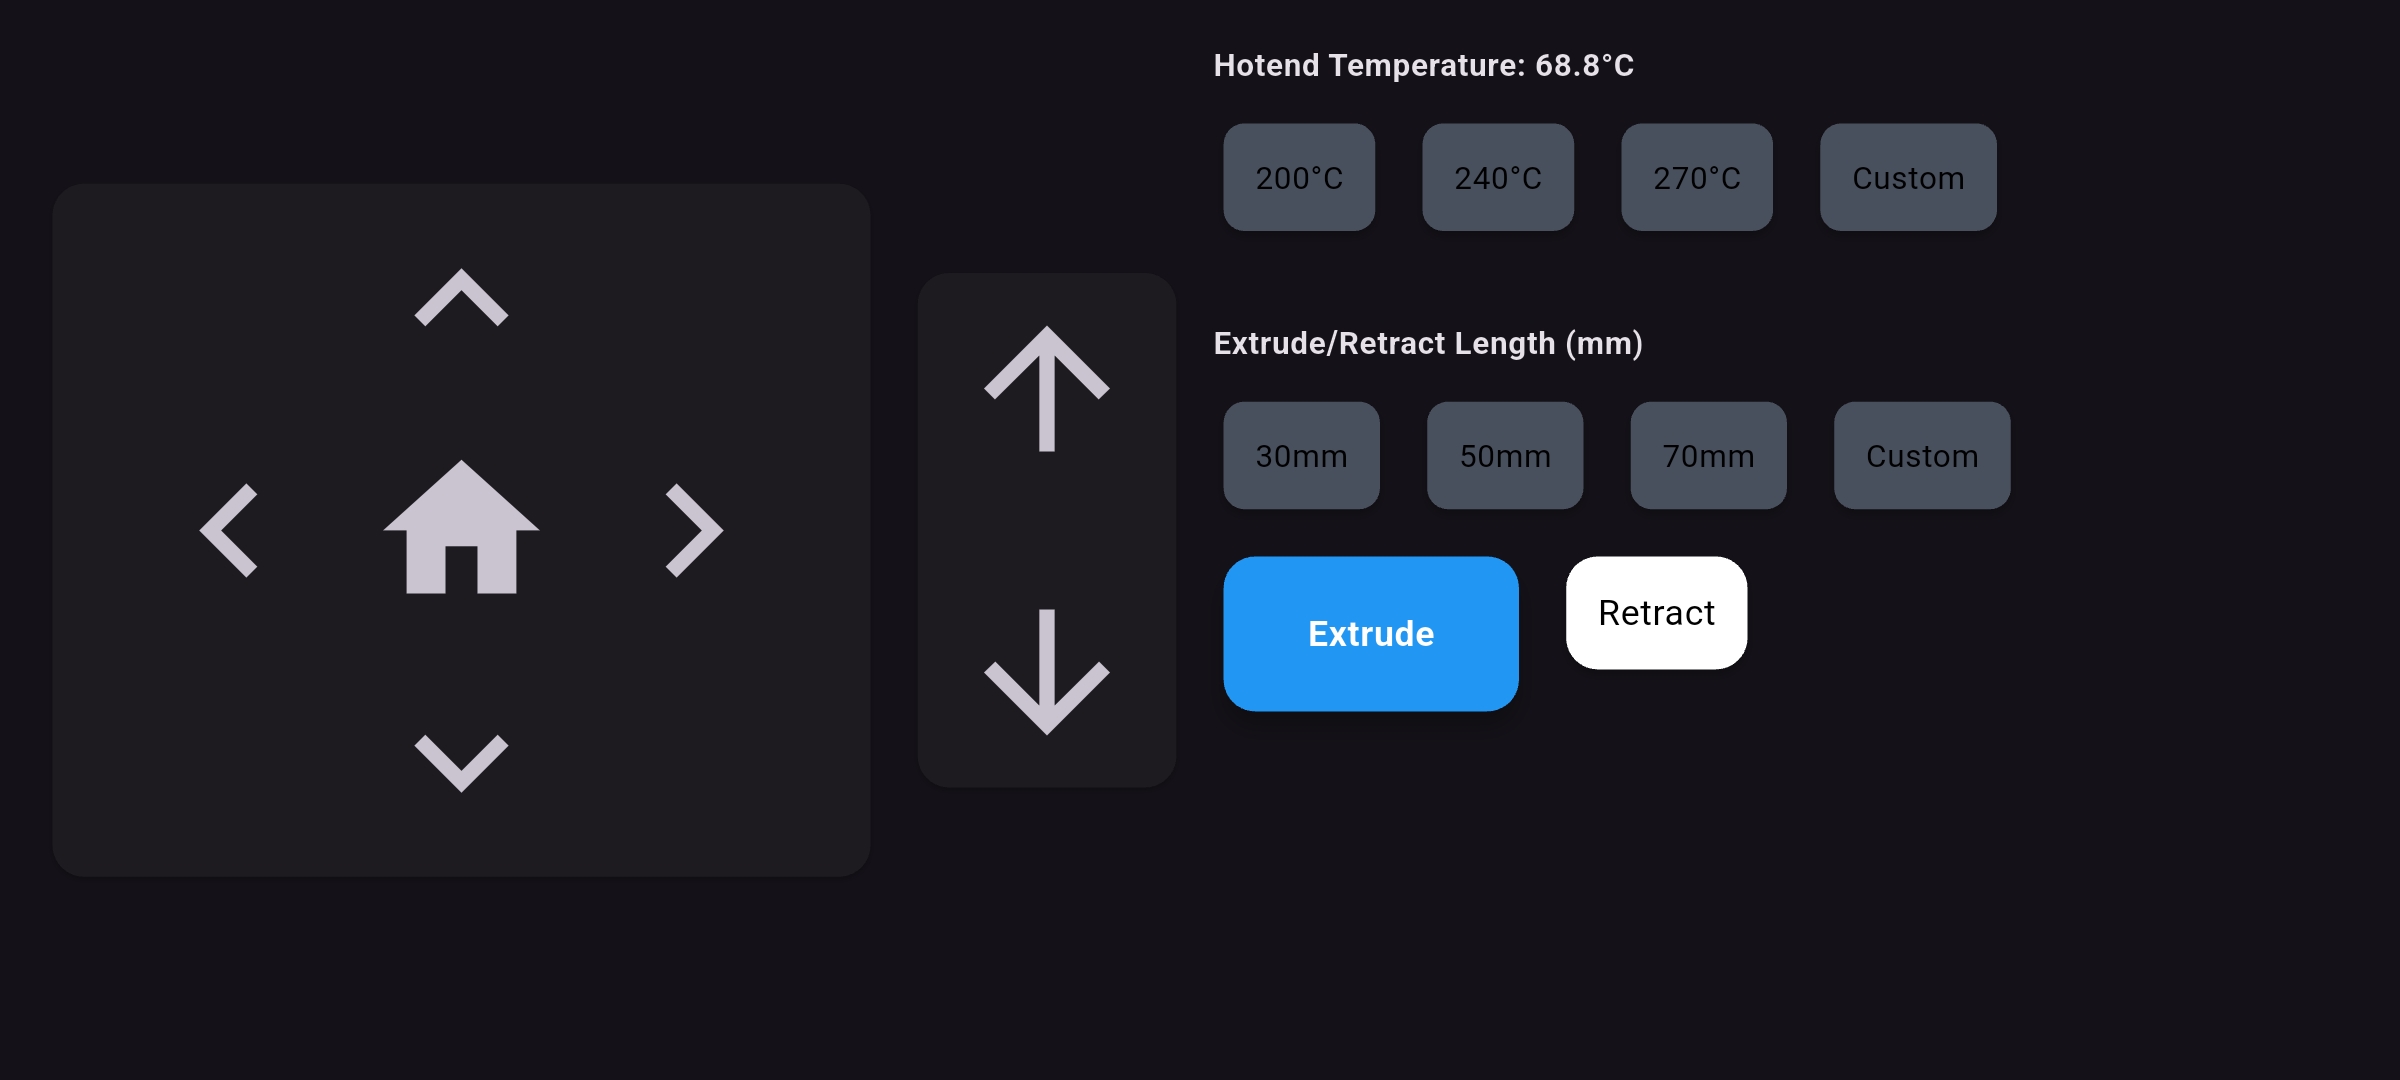 Hotend Temperature: 68.8°C
200°C 240°C 270°C Custom
Extrude/Retract Length (mm)
30mm 50mm 70mm Custom
Extrude Retract